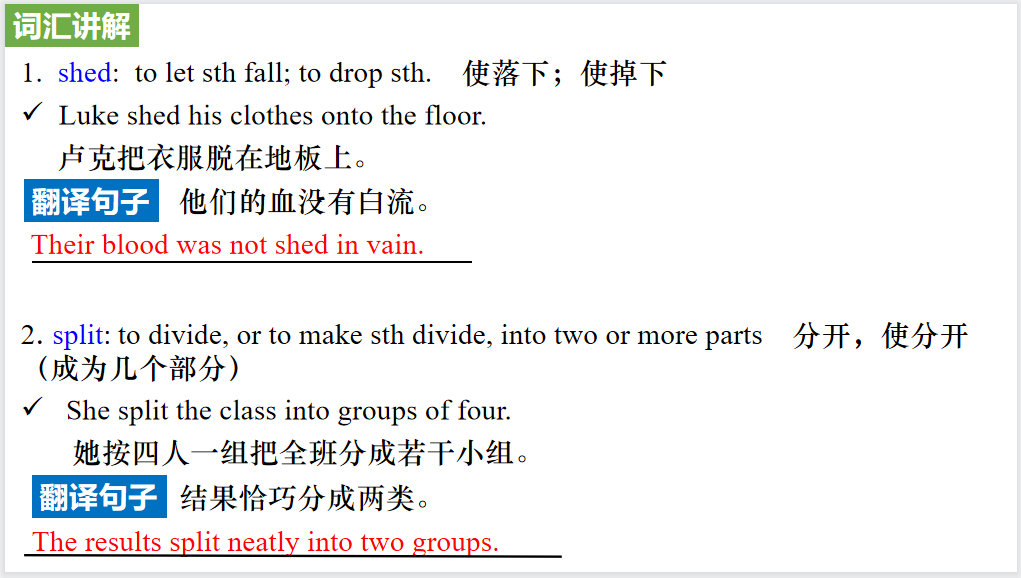 词汇讲解
1. shed: to let sth fall; to drop sth. 使落下；使掉下
✓ Luke shed his clothes onto the floor.
卢克把衣服脱在地板上。
翻译句子 他们的血没有白流。
Their blood was not shed in vain.
2. split: to divide, or to make sth divide, into two or more parts 分开，使分开
（成为几个部分）
✓ She split the class into groups of four.
她按四人一组把全班分成若干小组。
翻译句子 结果恰巧分成两类。
The results split neatly into two groups.